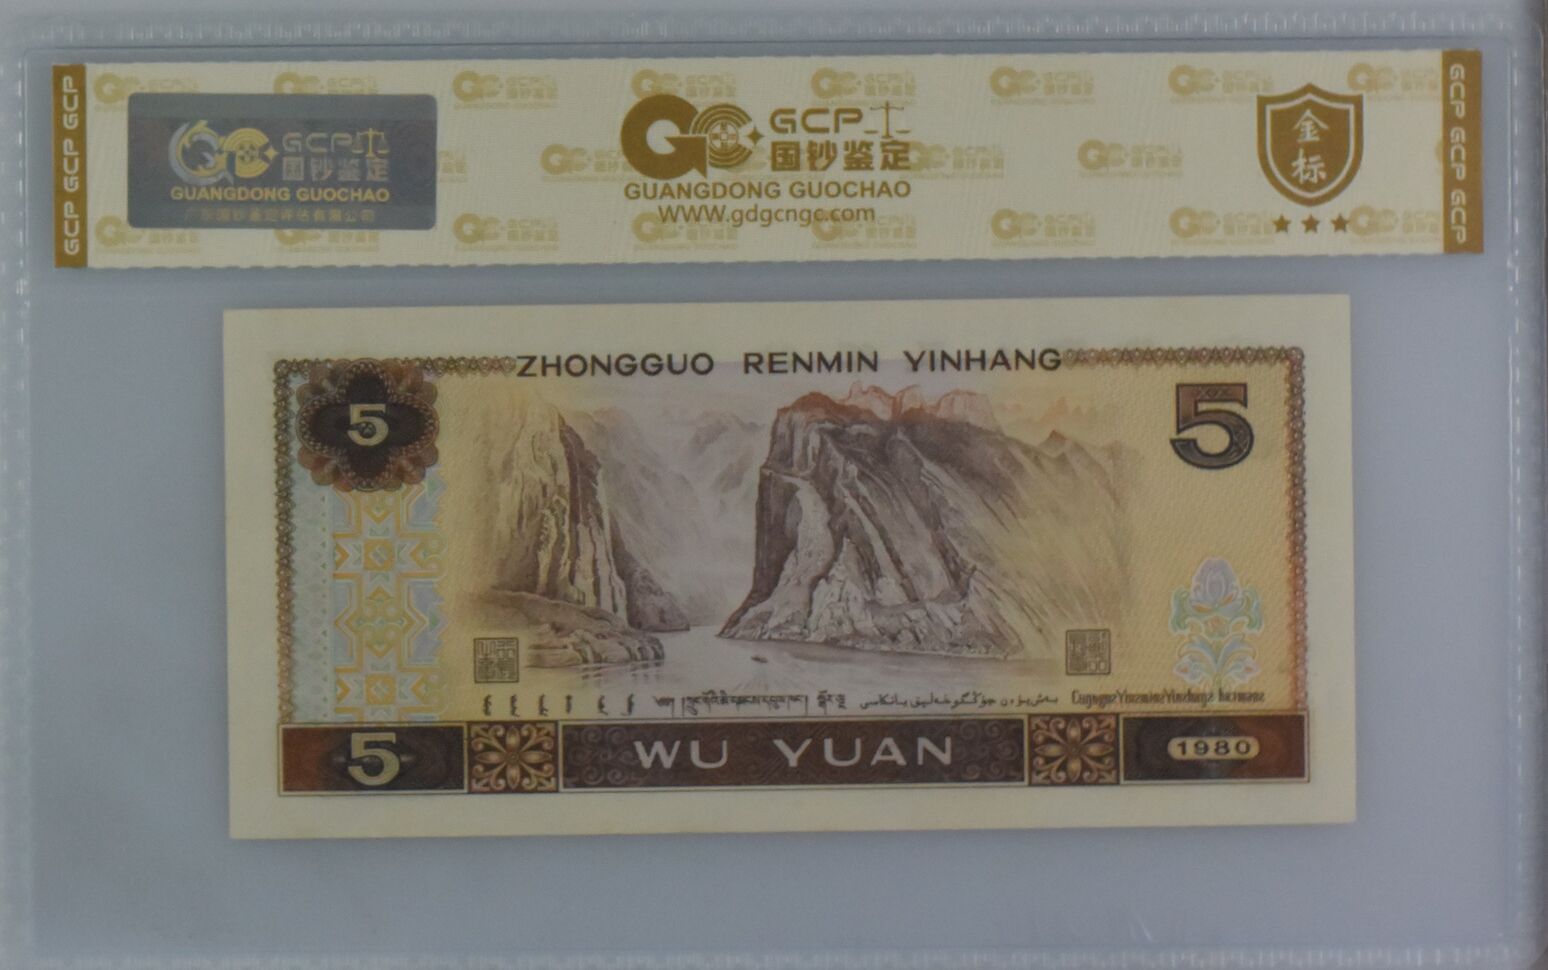 GCP GCP GCP
GCP
国钞鉴定
GUANGDONG GUOCHAO
广东国钞鉴定评估有限公司
GCP
国钞鉴定
GUANGDONG GUOCHAO
WWW.gdgcngc.com
金标
GCP GCP GCP
ZHONGGUO RENMIN YINHANG
5
5
5 WU YUAN 1980